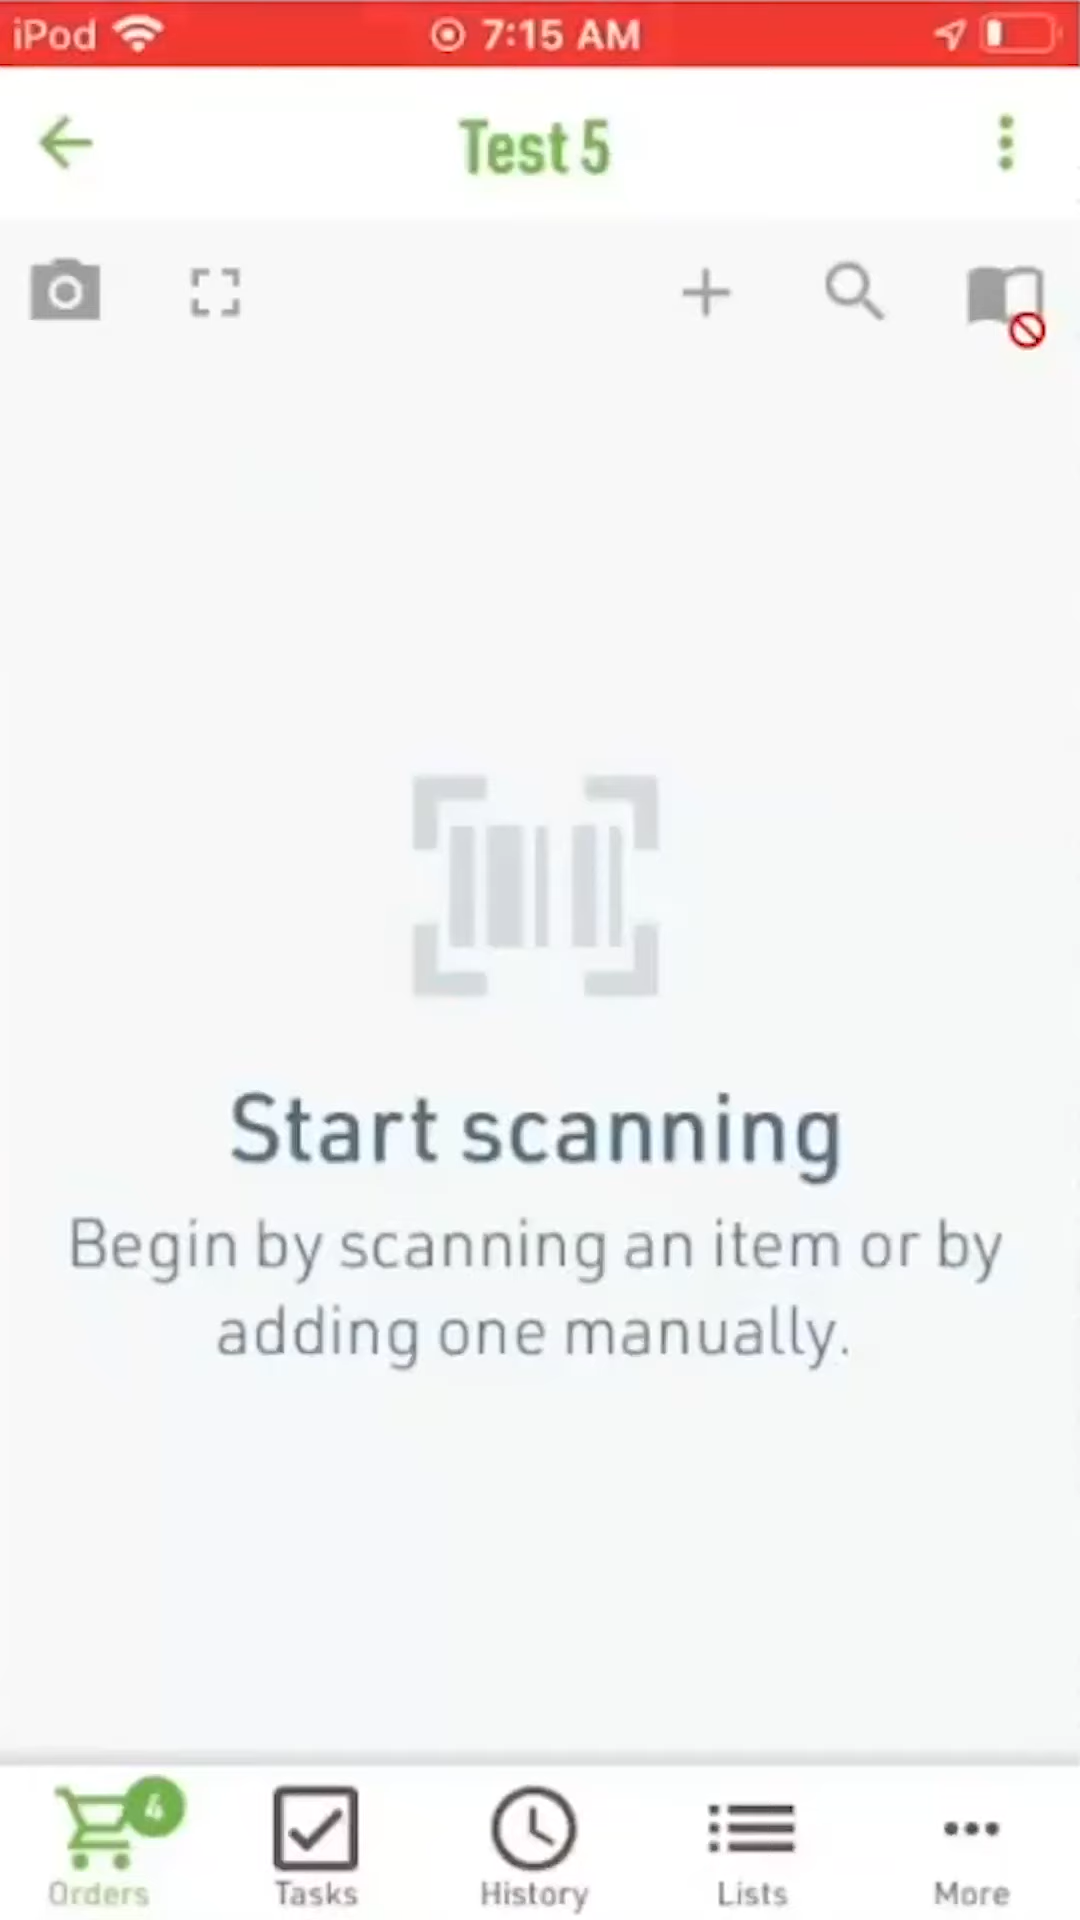 iPod 7:15 AM
Test 5
Start scanning
Begin by scanning an item or by
adding one manually.
4
Orders Tasks History Lists More